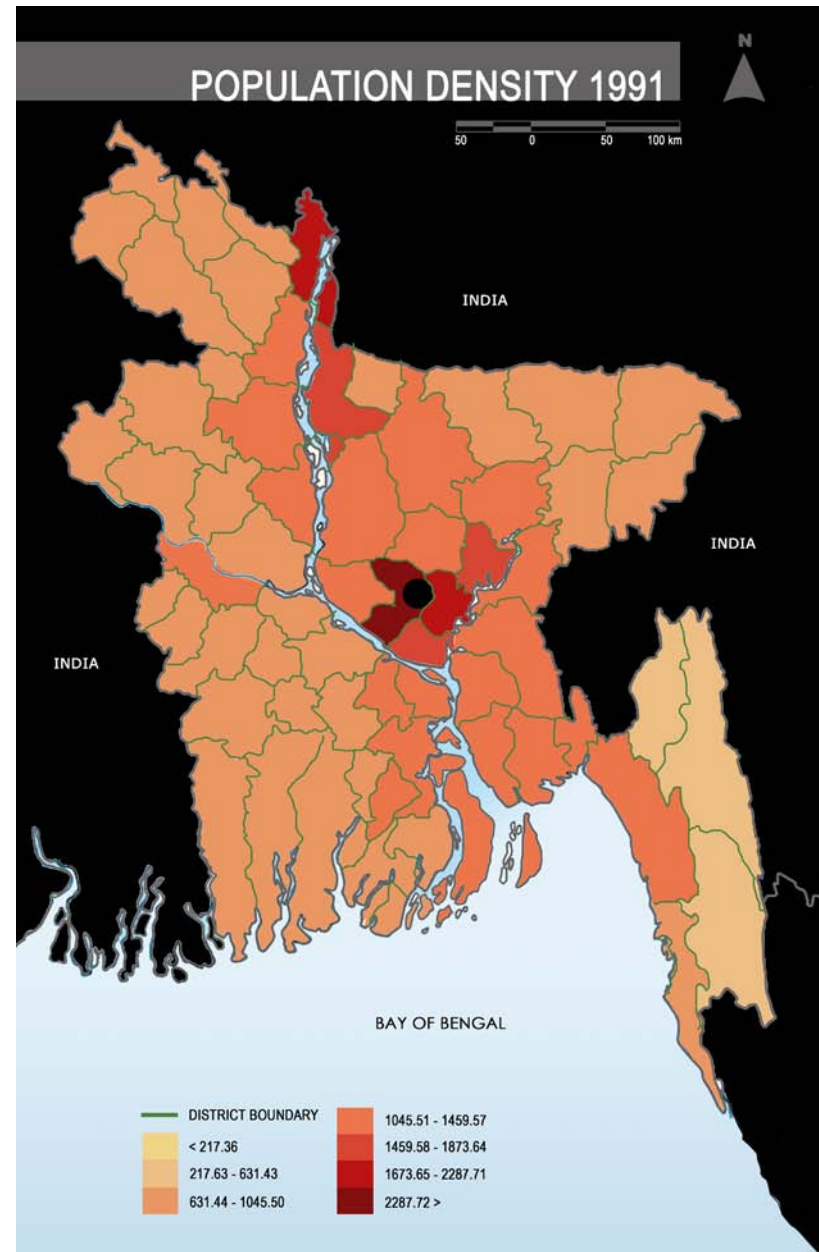 N
POPULATION DENSITY 1991
50 0 50 100 km
INDIA
INDIA
INDIA
BAY OF BENGAL
DISTRICT BOUNDARY
< 217.36
217.63 - 631.43
631.44 - 1045.50
1045.51 - 1459.57
1459.58 - 1873.64
1673.65 - 2287.71
2287.72 >